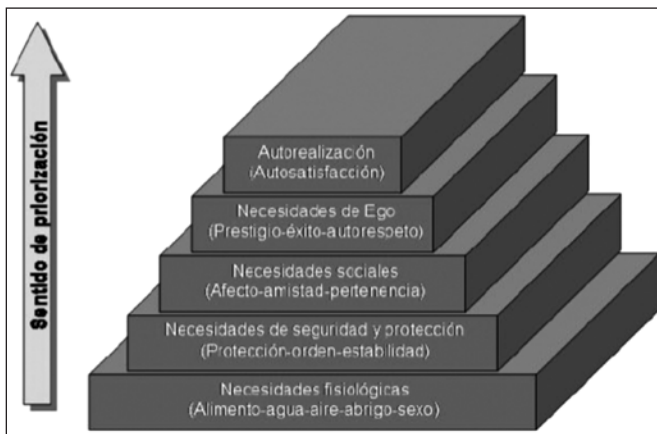 Sentido de priorización
Autorealización
(Autosatisfacción)
Necesidades de Ego
(Prestigio-éxito-autorespeto)
Necesidades sociales
(Afecto-amistad-pertenencia)
Necesidades de seguridad y protección
(Protección-orden-estabilidad)
Necesidades fisiológicas
(Alimento-agua-aire-abrigo-sexo)